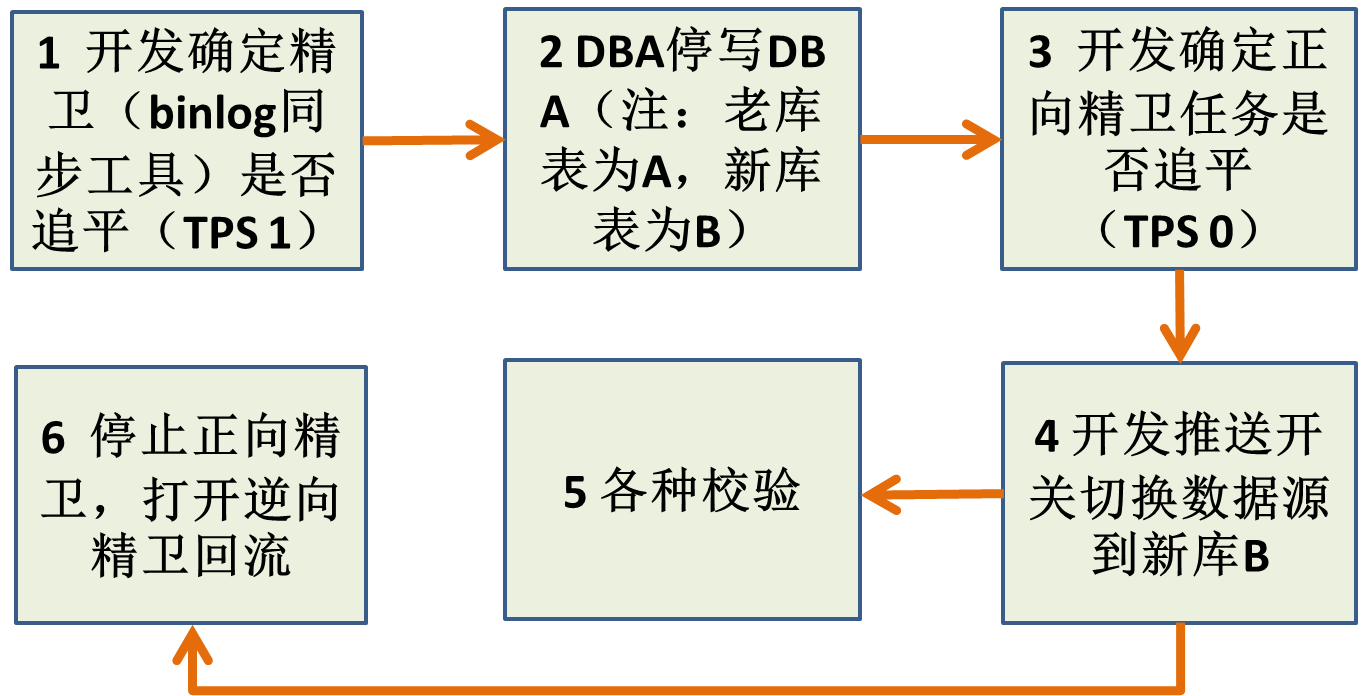 1 开发确定精
卫（binlog同
步工具）是否
追平（TPS 1）
2 DBA停写DB
A（注：老库
表为A，新库
表为B）
3 开发确定正
向精卫任务是
否追平
（TPS 0）
4 开发推送开
关切换数据源
到新库B
5 各种校验
6 停止正向精
卫，打开逆向
精卫回流